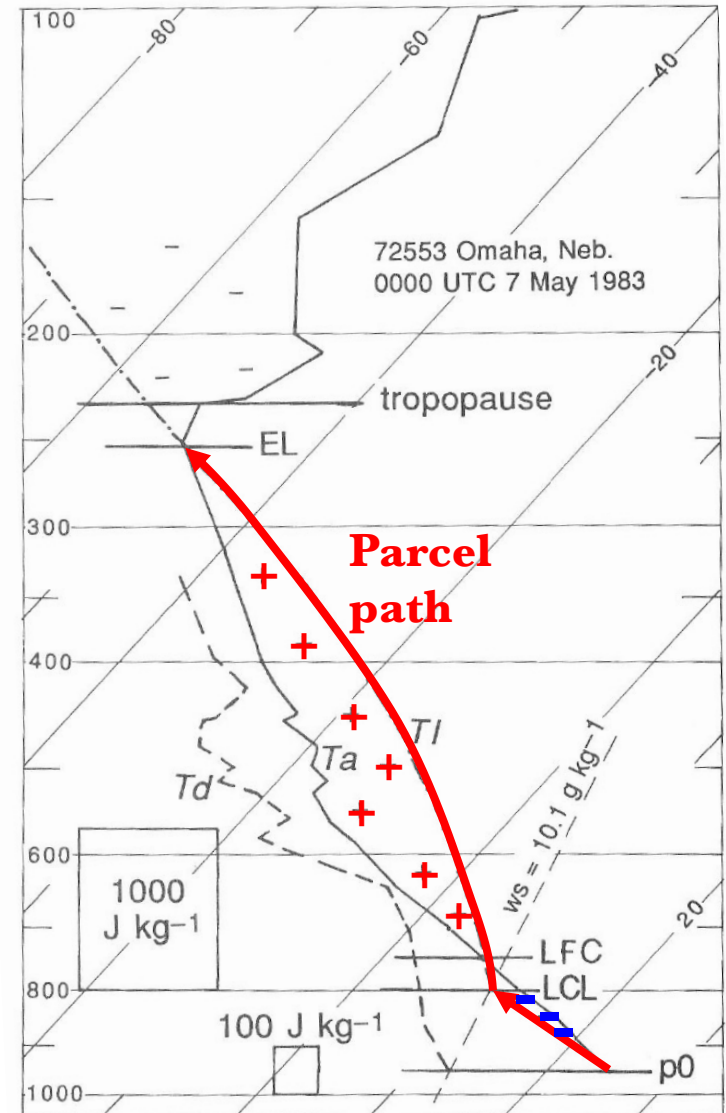 100
-80
-60
-40
72553 Omaha, Neb.
0000 UTC 7 May 1983
200
-20
tropopause
EL
300
Parcel
path
400
Tl
Ta
Td
ws = 10.1 g kg⁻¹
600
1000
J kg⁻¹
20
LFC
800
LCL
100 J kg⁻¹
p0
1000